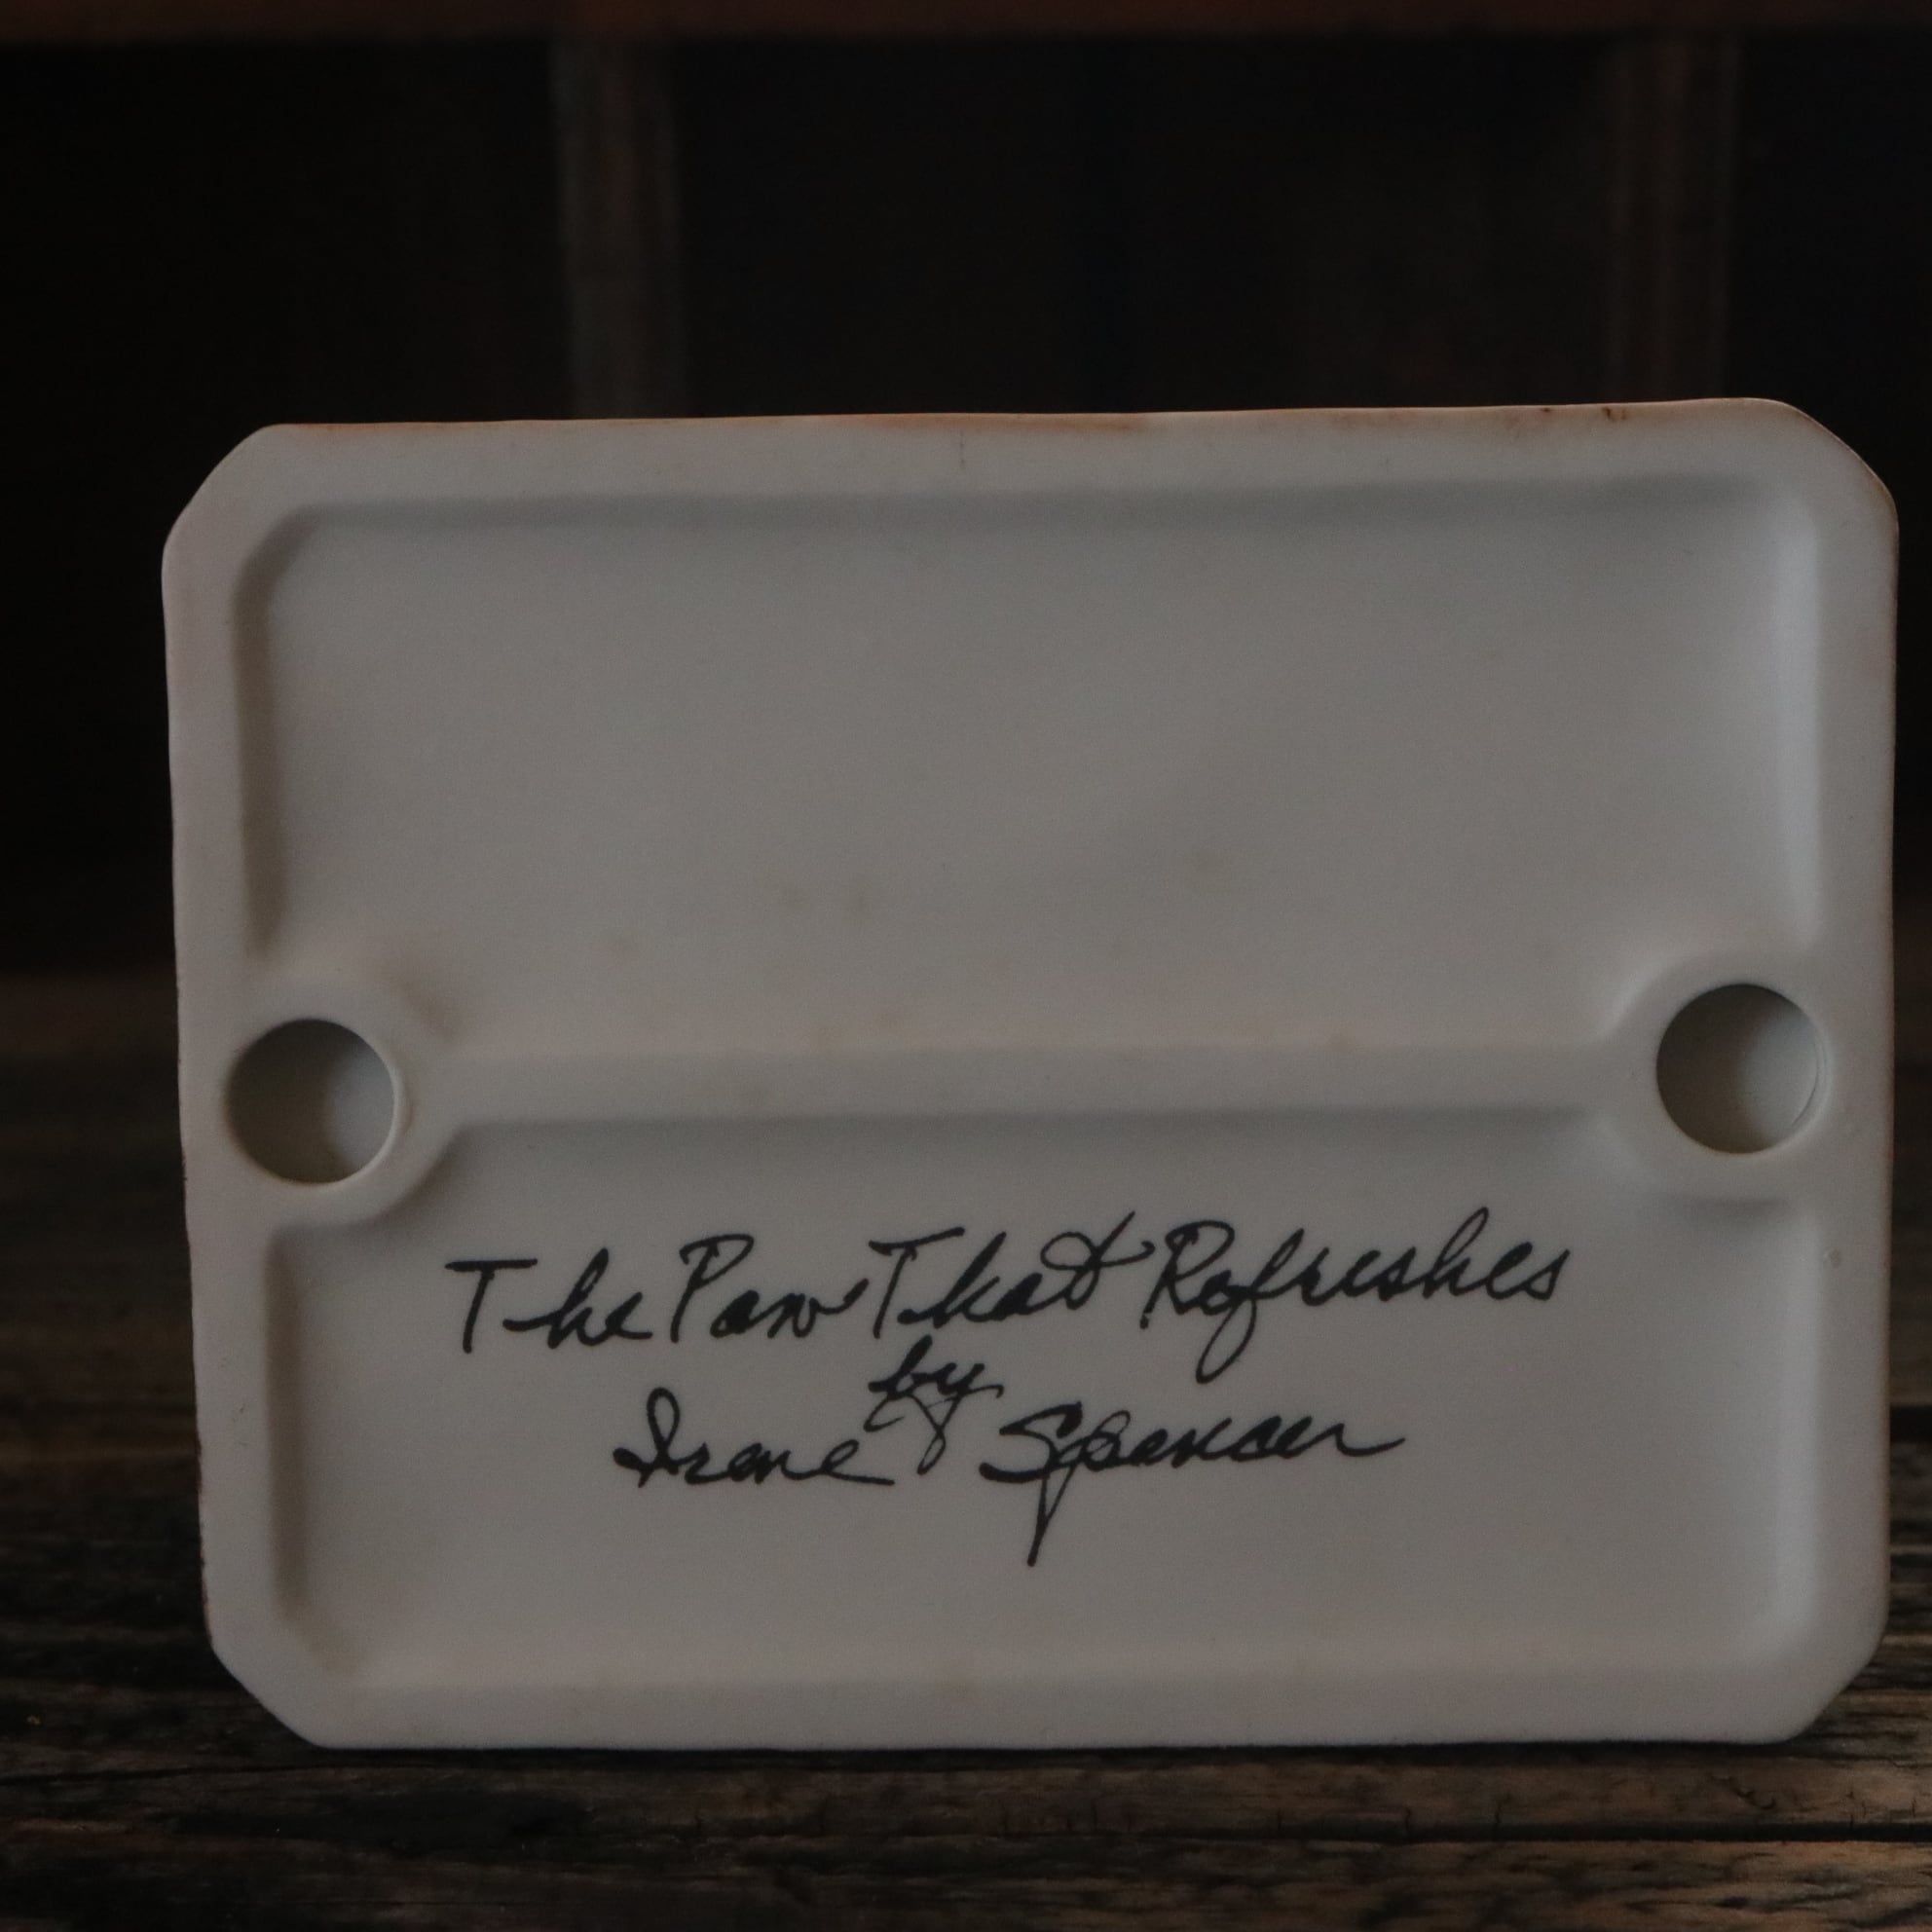 The Paw That Refreshes
by
Irene Spencer